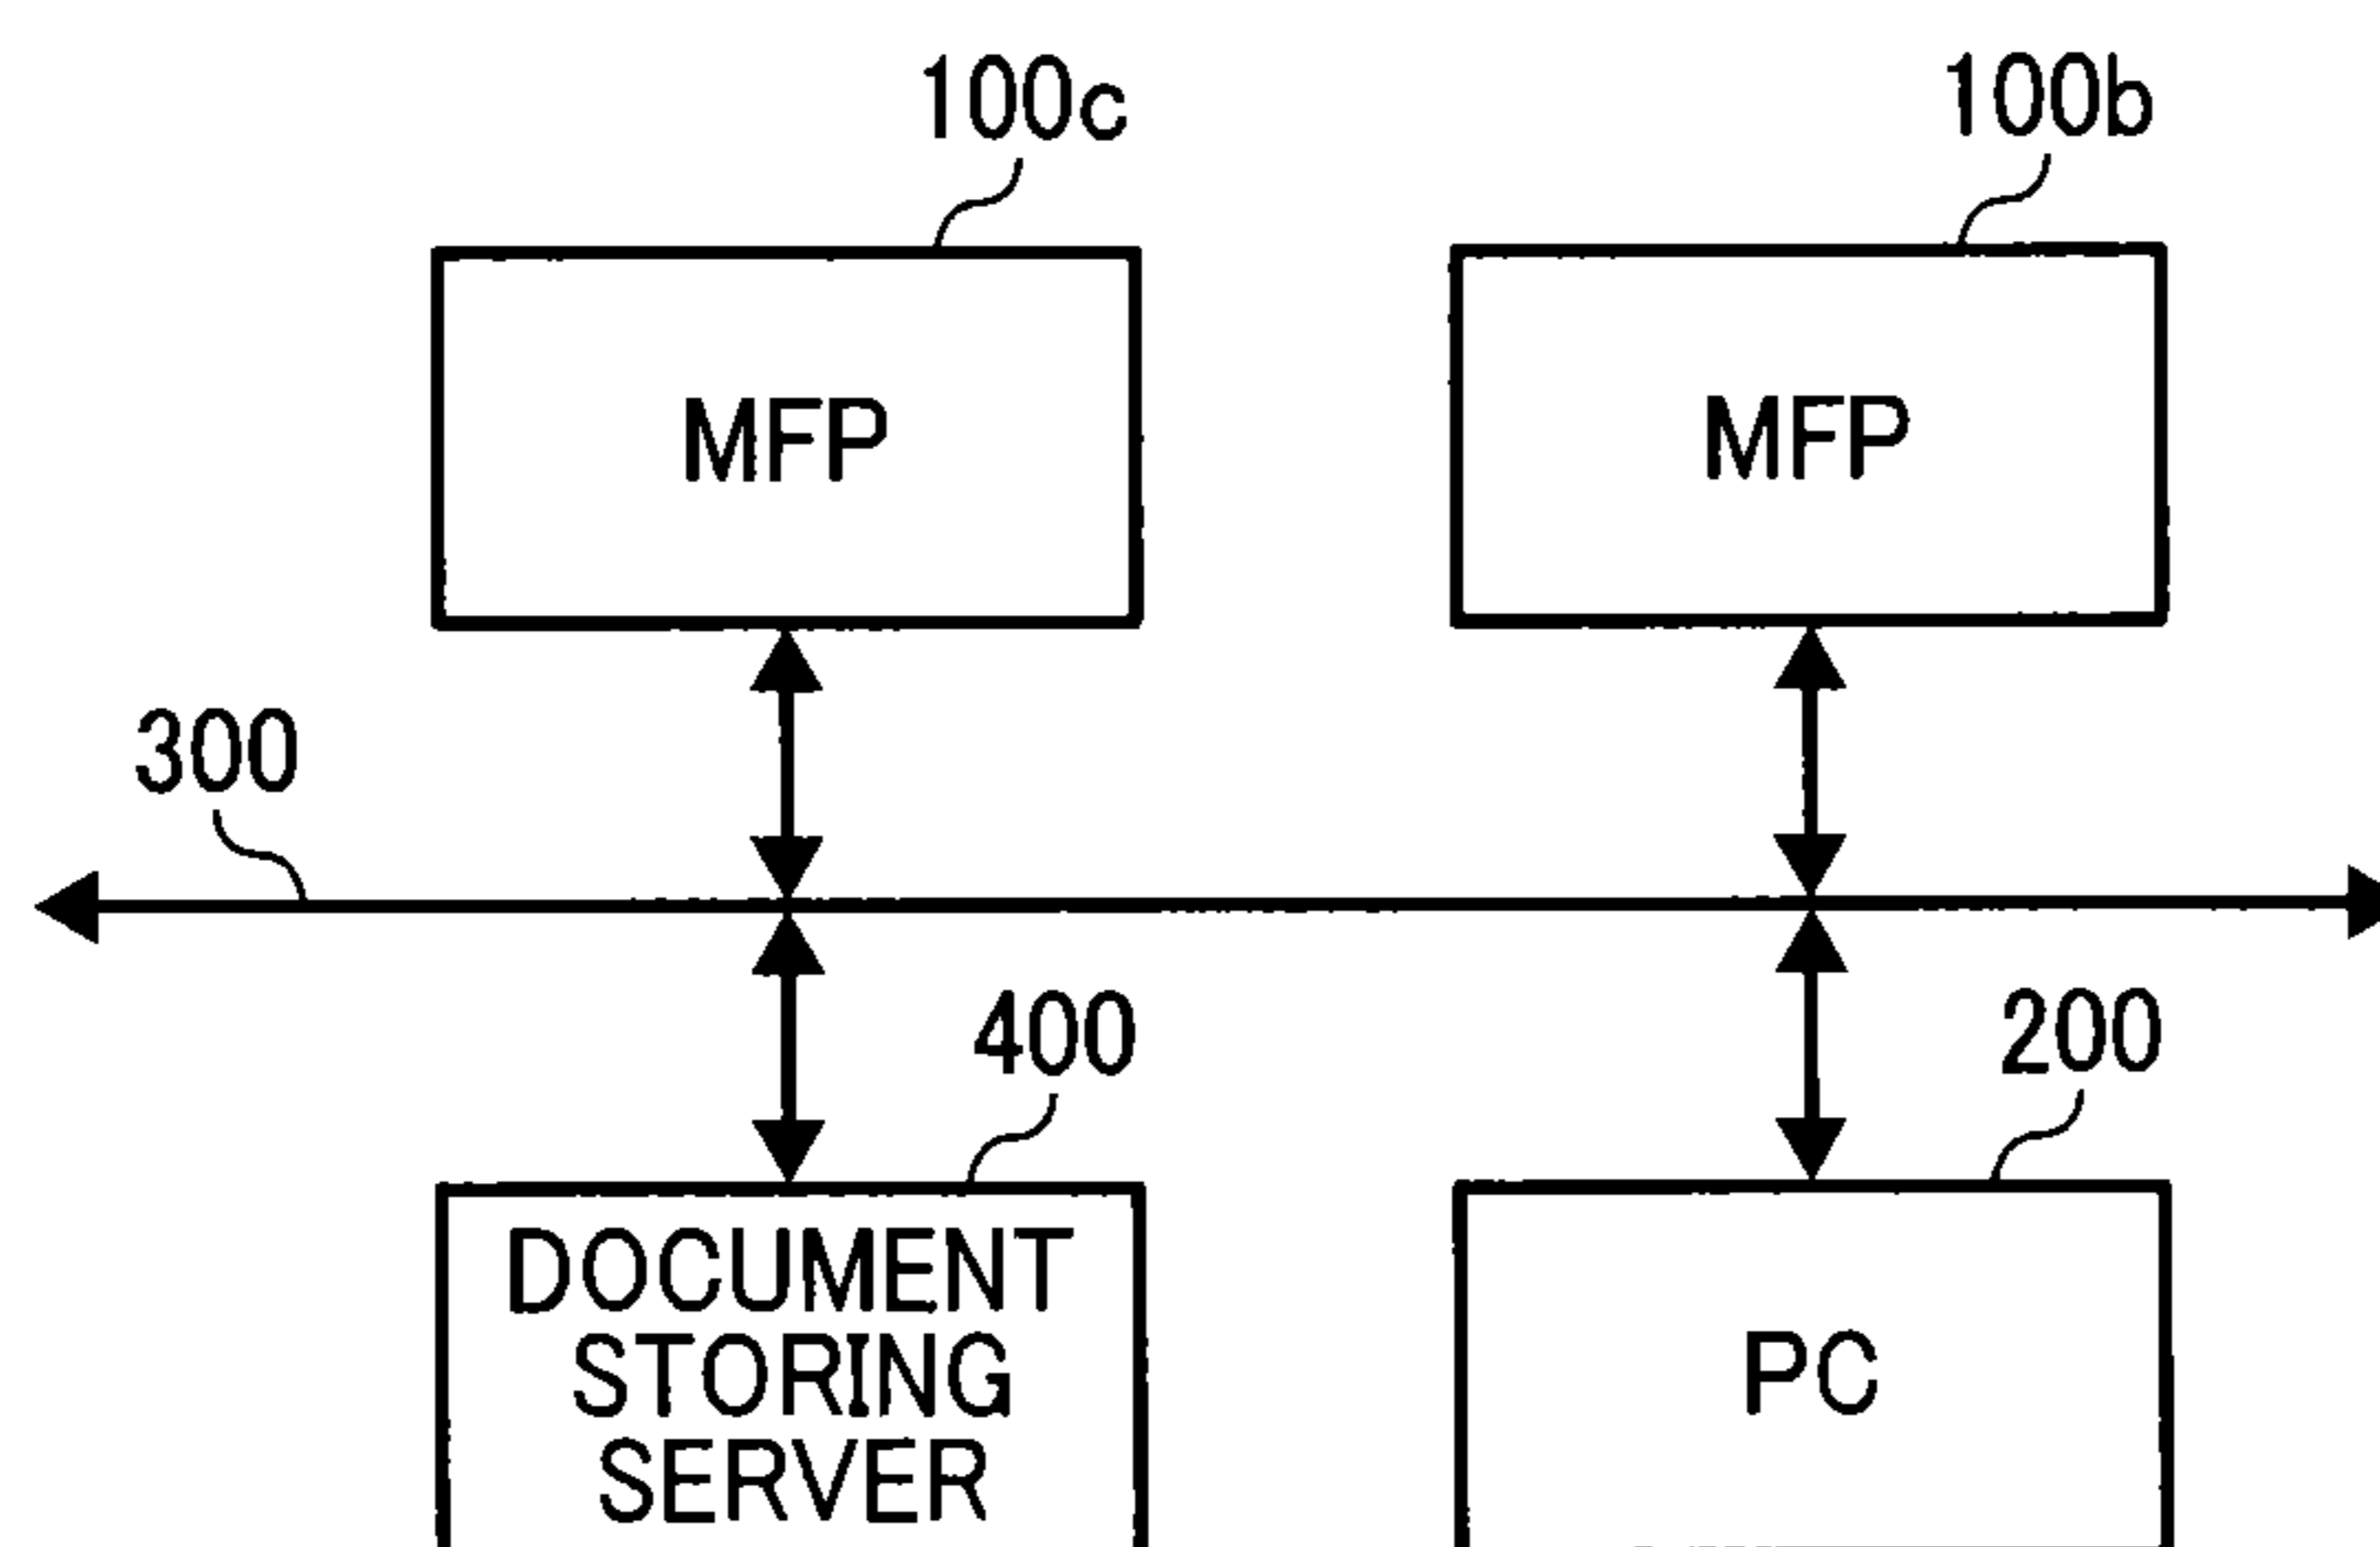 100c
100b
MFP
MFP
300
400
200
DOCUMENT
STORING
SERVER
PC